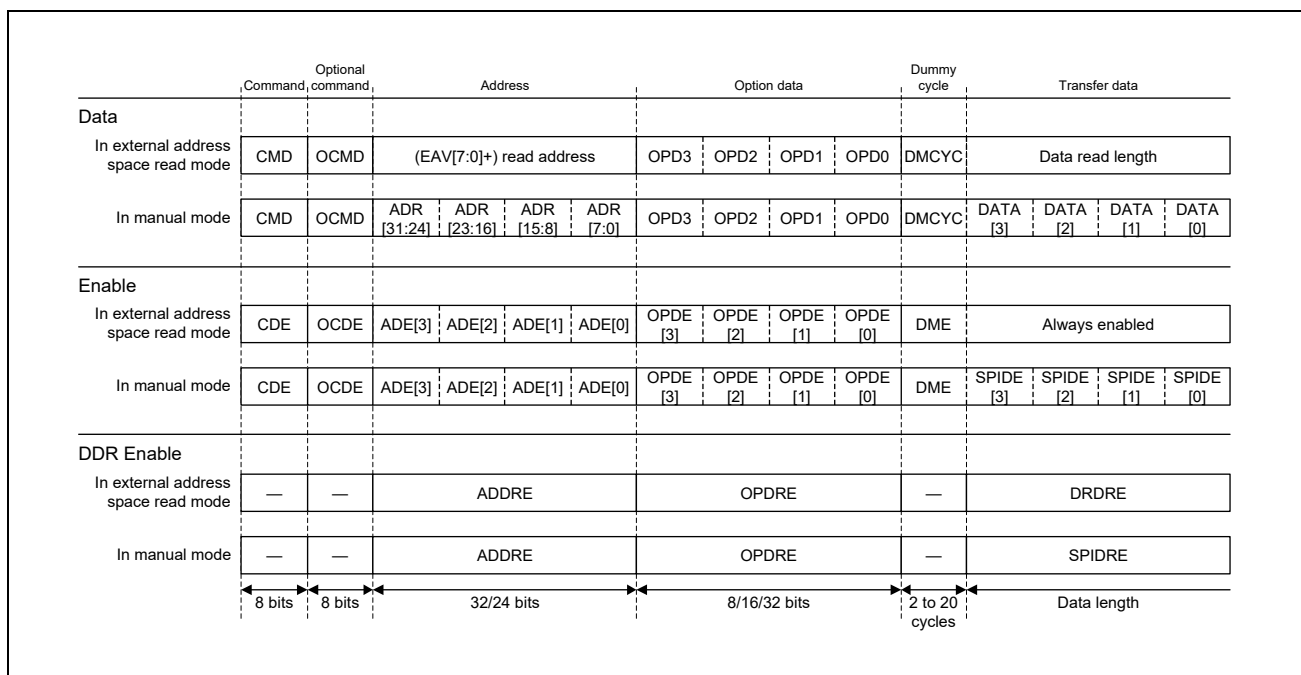 Command
Optional command
Address
Option data
Dummy cycle
Transfer data
Data
In external address space read mode
CMD
OCMD
(EAV[7:0]+) read address
OPD3
OPD2
OPD1
OPD0
DMCYC
Data read length
In manual mode
CMD
OCMD
ADR [31:24]
ADR [23:16]
ADR [15:8]
ADR [7:0]
OPD3
OPD2
OPD1
OPD0
DMCYC
DATA [3]
DATA [2]
DATA [1]
DATA [0]
Enable
In external address space read mode
CDE
OCDE
ADE[3]
ADE[2]
ADE[1]
ADE[0]
OPDE [3]
OPDE [2]
OPDE [1]
OPDE [0]
DME
Always enabled
In manual mode
CDE
OCDE
ADE[3]
ADE[2]
ADE[1]
ADE[0]
OPDE [3]
OPDE [2]
OPDE [1]
OPDE [0]
DME
SPIDE [3]
SPIDE [2]
SPIDE [1]
SPIDE [0]
DDR Enable
In external address space read mode
—
—
ADDRE
OPDRE
—
DRDRE
In manual mode
—
—
ADDRE
OPDRE
—
SPIDRE
8 bits
8 bits
32/24 bits
8/16/32 bits
2 to 20 cycles
Data length